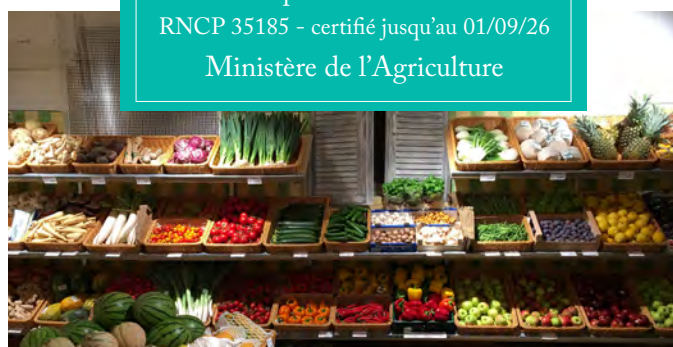 RNCP 35185 - certifié jusqu’au 01/09/26
Ministère de l’Agriculture